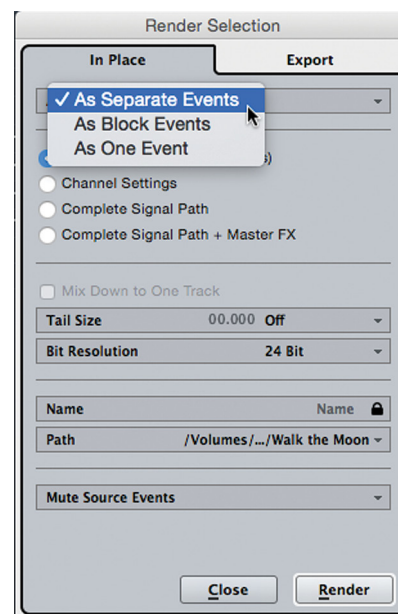 Render Selection
In Place Export
✓ As Separate Events
As Block Events
As One Event
s)
Channel Settings
Complete Signal Path
Complete Signal Path + Master FX
Mix Down to One Track
Tail Size 00.000 Off
Bit Resolution 24 Bit
Name Name
Path /Volumes/.../Walk the Moon
Mute Source Events
Close Render